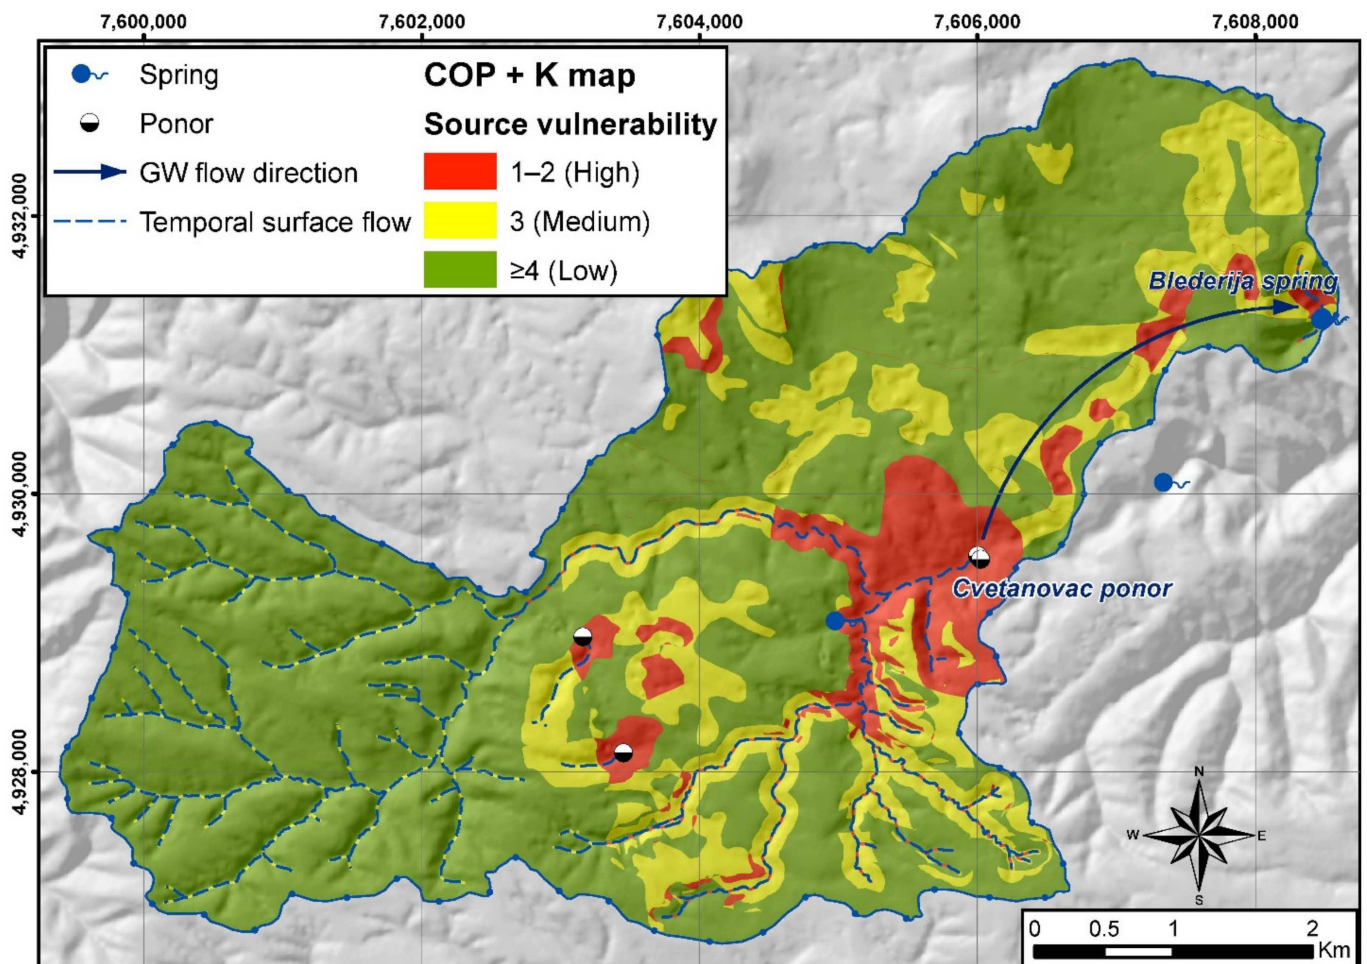 7,600,000 7,602,000 7,604,000 7,606,000 7,608,000
Spring
Ponor
GW flow direction
Temporal surface flow
COP + K map
Source vulnerability
1–2 (High)
3 (Medium)
≥4 (Low)
4,932,000
4,930,000
4,928,000
Blederija spring
Cvetanovac ponor
N
W
E
S
0 0.5 1 2
Km